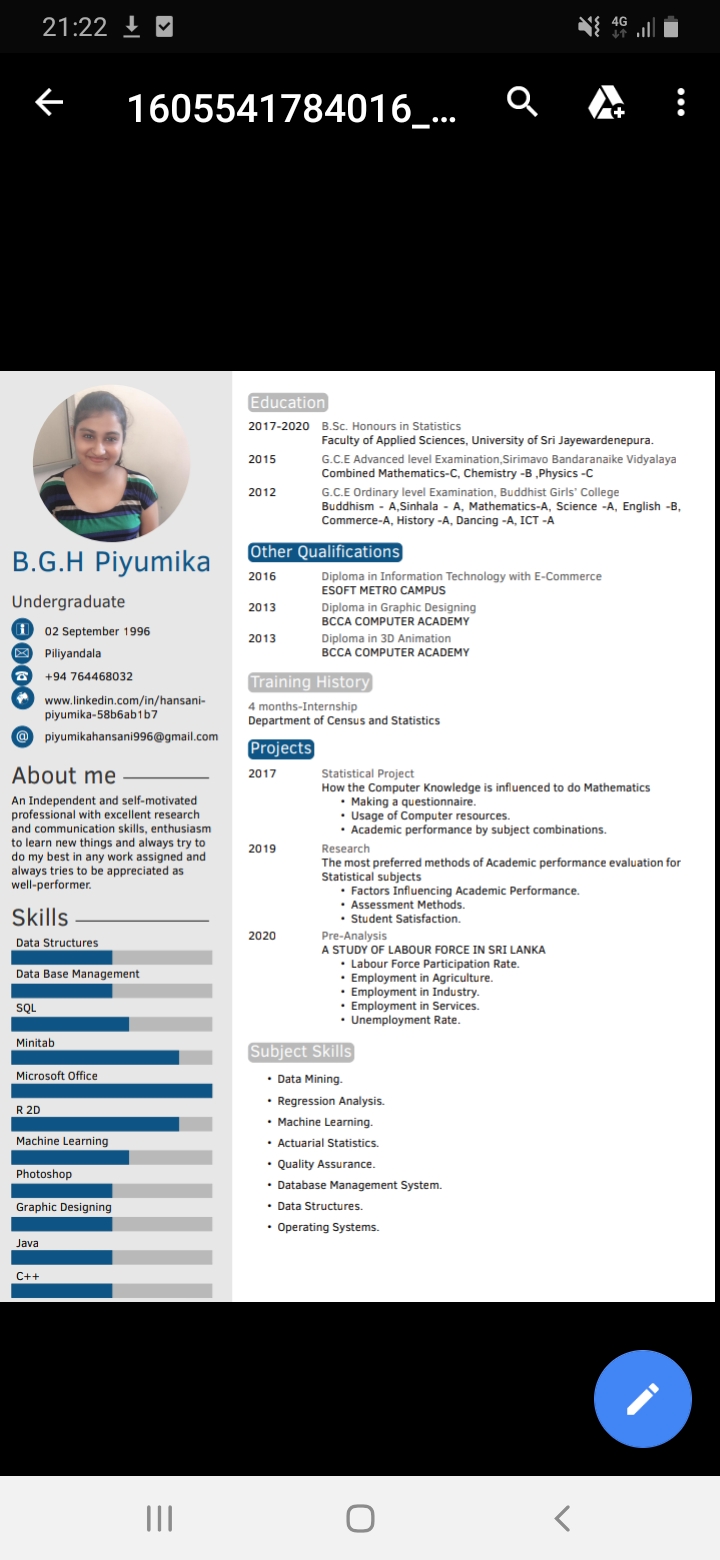 21:22
4G
1605541784016_...
B.G.H Piyumika
Undergraduate
02 September 1996
Piliyandala
+94 764468032
www.linkedin.com/in/hansani-
piyumika-58b6ab1b7
@ piyumikahansani996@gmail.com
About me
An Independent and self-motivated
professional with excellent research
and communication skills, enthusiasm
to learn new things and always try to
do my best in any work assigned and
always tries to be appreciated as
well-performer.
Skills
Data Structures
Data Base Management
SQL
Minitab
Microsoft Office
R 2D
Machine Learning
Photoshop
Graphic Designing
Java
C++
Education
2017-2020 B.Sc. Honours in Statistics
Faculty of Applied Sciences, University of Sri Jayewardenepura.
2015 G.C.E Advanced level Examination,Sirimavo Bandaranaike Vidyalaya
Combined Mathematics-C, Chemistry -B ,Physics -C
2012 G.C.E Ordinary level Examination, Buddhist Girls' College
Buddhism - A,Sinhala - A, Mathematics-A, Science -A, English -B,
Commerce-A, History -A, Dancing -A, ICT -A
Other Qualifications
2016 Diploma in Information Technology with E-Commerce
ESOFT METRO CAMPUS
2013 Diploma in Graphic Designing
BCCA COMPUTER ACADEMY
2013 Diploma in 3D Animation
BCCA COMPUTER ACADEMY
Training History
4 months-Internship
Department of Census and Statistics
Projects
2017 Statistical Project
How the Computer Knowledge is influenced to do Mathematics
• Making a questionnaire.
• Usage of Computer resources.
• Academic performance by subject combinations.
2019 Research
The most preferred methods of Academic performance evaluation for
Statistical subjects
• Factors Influencing Academic Performance.
• Assessment Methods.
• Student Satisfaction.
2020 Pre-Analysis
A STUDY OF LABOUR FORCE IN SRI LANKA
• Labour Force Participation Rate.
• Employment in Agriculture.
• Employment in Industry.
• Employment in Services.
• Unemployment Rate.
Subject Skills
• Data Mining.
• Regression Analysis.
• Machine Learning.
• Actuarial Statistics.
• Quality Assurance.
• Database Management System.
• Data Structures.
• Operating Systems.